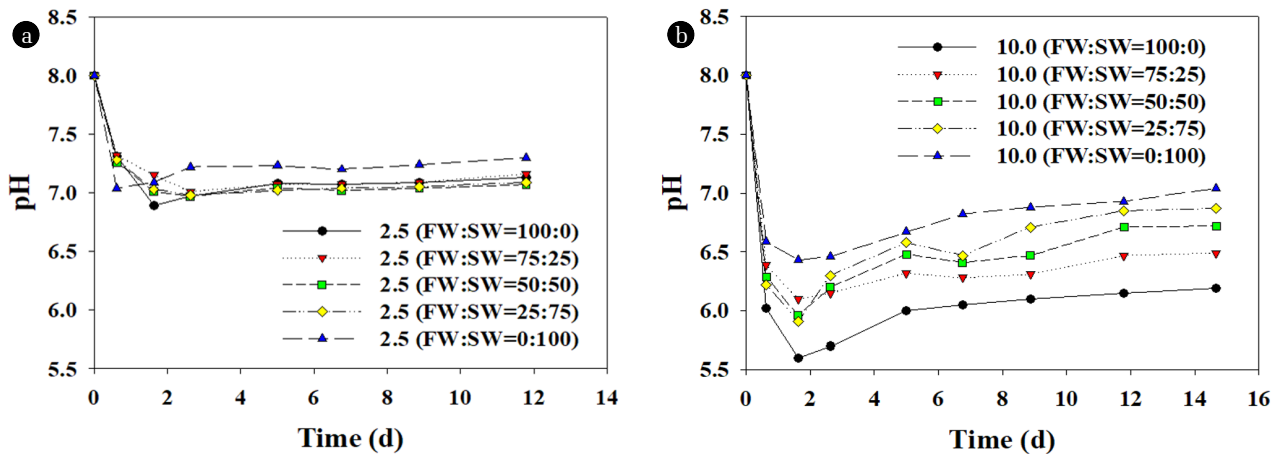 a
8.5
8.0
7.5
7.0
6.5
6.0
5.5
pH
2.5 (FW:SW=100:0)
2.5 (FW:SW=75:25)
2.5 (FW:SW=50:50)
2.5 (FW:SW=25:75)
2.5 (FW:SW=0:100)
0 2 4 6 8 10 12 14
Time (d)
b
8.5
8.0
7.5
7.0
6.5
6.0
5.5
pH
10.0 (FW:SW=100:0)
10.0 (FW:SW=75:25)
10.0 (FW:SW=50:50)
10.0 (FW:SW=25:75)
10.0 (FW:SW=0:100)
0 2 4 6 8 10 12 14 16
Time (d)